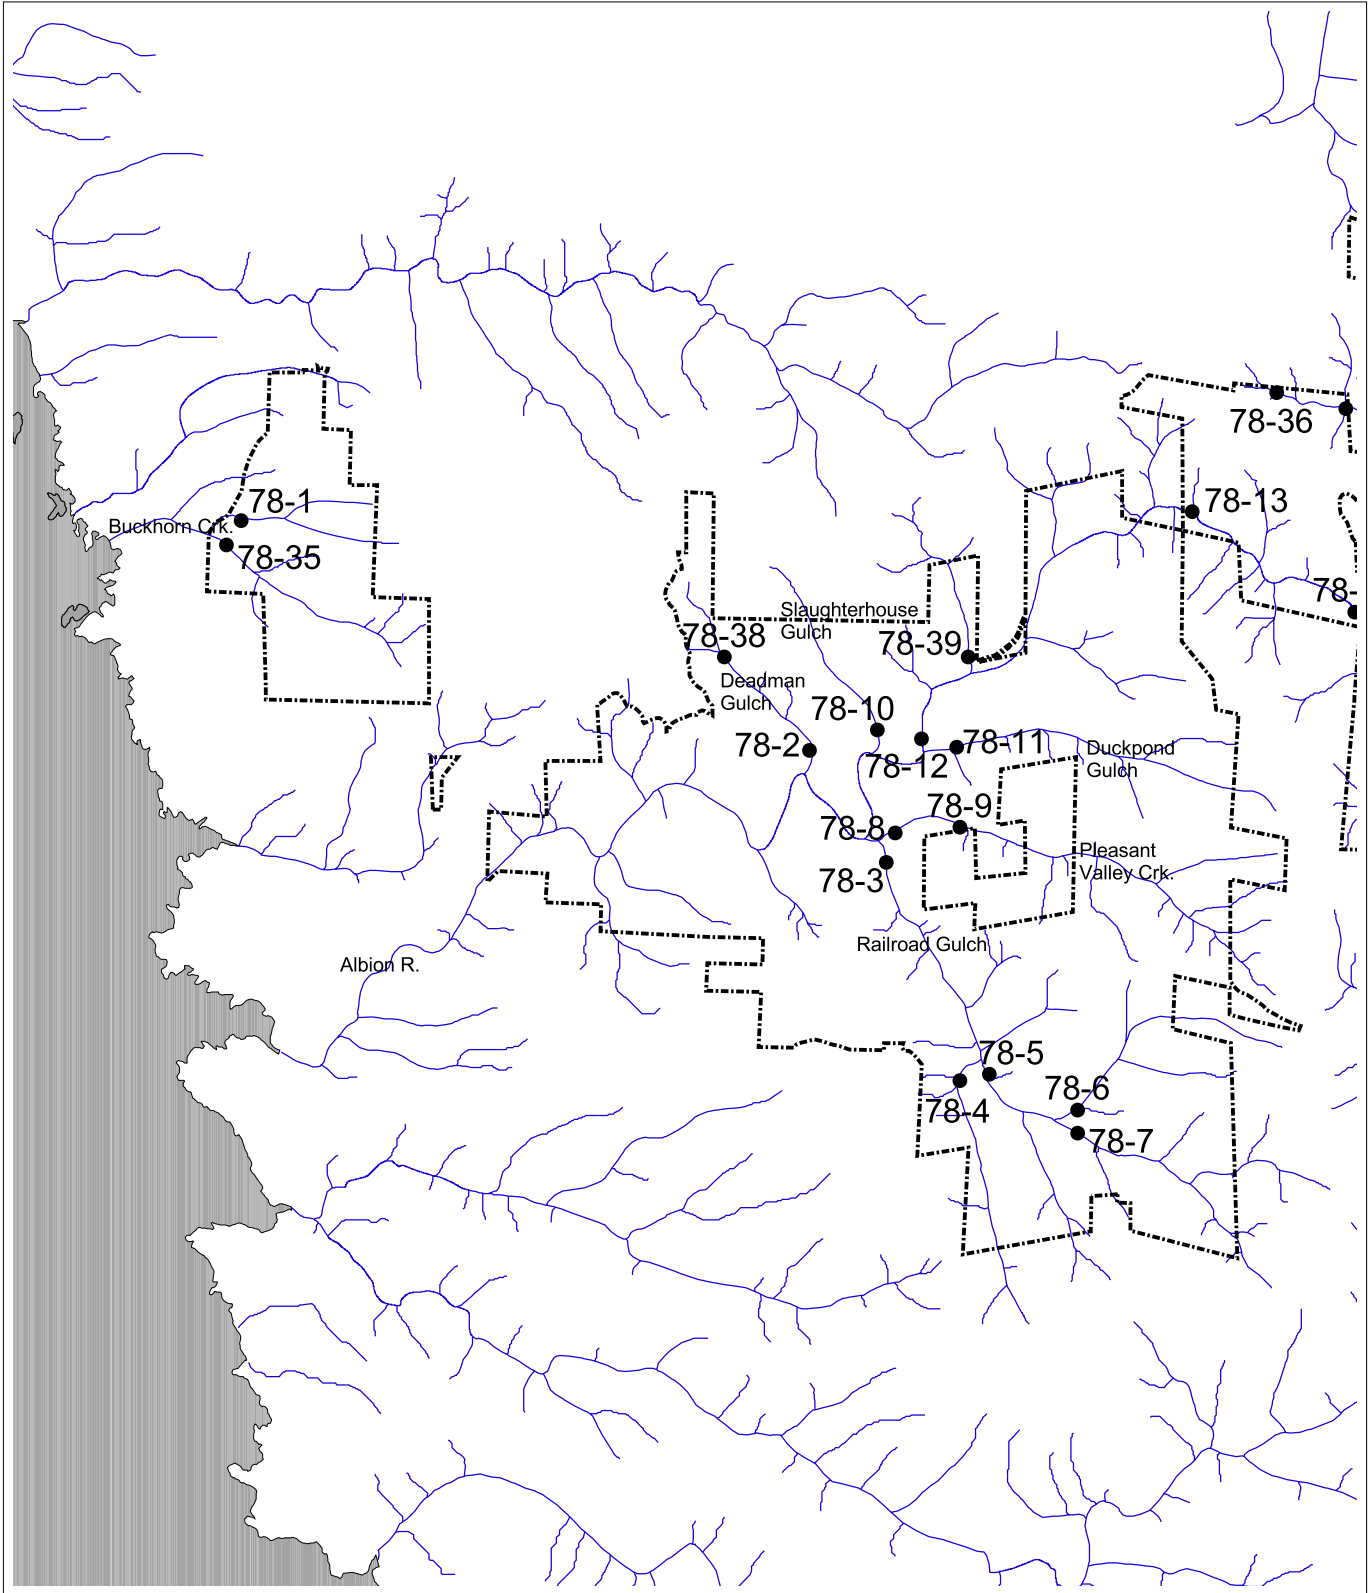 78-36
78-1
78-13
Buckhorn Crk.
78-35
78-
Slaughterhouse
Gulch
78-38
78-39
Deadman
Gulch
78-10
78-2
78-11
78-12
Duckpond
Gulch
78-9
78-8
Pleasant
Valley Crk.
78-3
Railroad Gulch
Albion R.
78-5
78-6
78-4
78-7